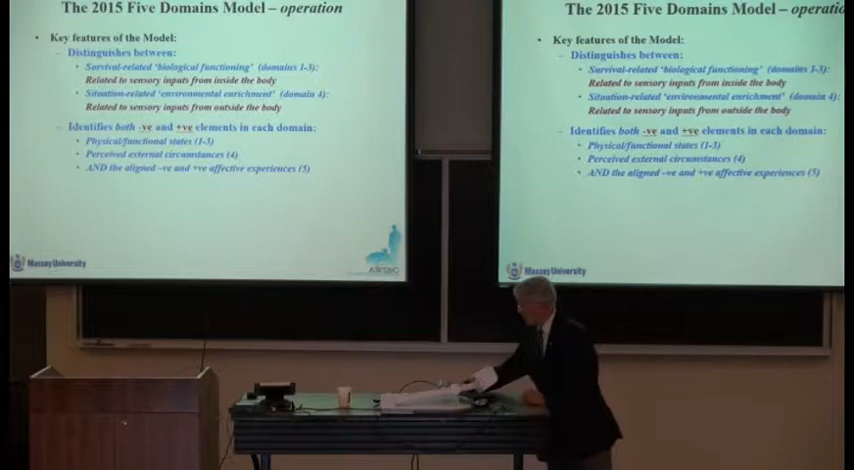 The 2015 Five Domains Model – operation
• Key features of the Model:
– Distinguishes between:
• Survival-related 'biological functioning' (domains 1-3):
Related to sensory inputs from inside the body
• Situation-related 'environmental enrichment' (domain 4):
Related to sensory inputs from outside the body
– Identifies both -ve and +ve elements in each domain:
• Physical/functional states (1-3)
• Perceived external circumstances (4)
• AND the aligned –ve and +ve affective experiences (5)
Massey University
AWSBC
The 2015 Five Domains Model – operatio
• Key features of the Model:
– Distinguishes between:
• Survival-related 'biological functioning' (domains 1-3):
Related to sensory inputs from inside the body
• Situation-related 'environmental enrichment' (domain 4):
Related to sensory inputs from outside the body
– Identifies both -ve and +ve elements in each domain:
• Physical/functional states (1-3)
• Perceived external circumstances (4)
• AND the aligned –ve and +ve affective experiences (5)
Massey University